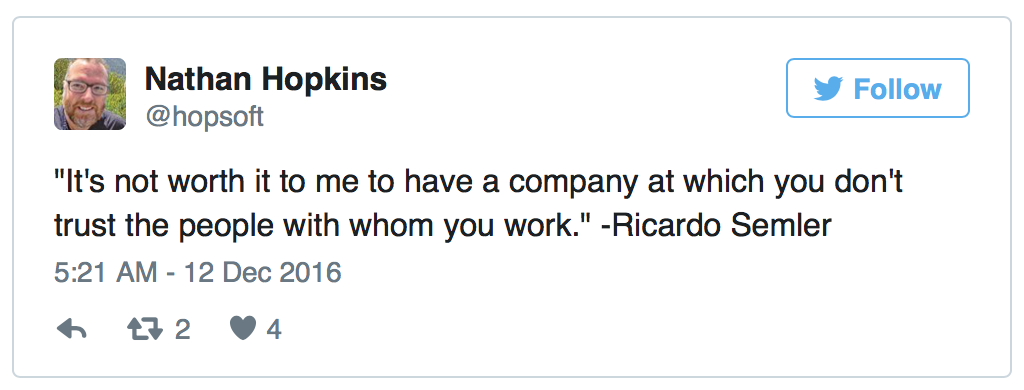 Nathan Hopkins
@hopsoft
Follow
"It's not worth it to me to have a company at which you don't
trust the people with whom you work." -Ricardo Semler
5:21 AM - 12 Dec 2016
2 4